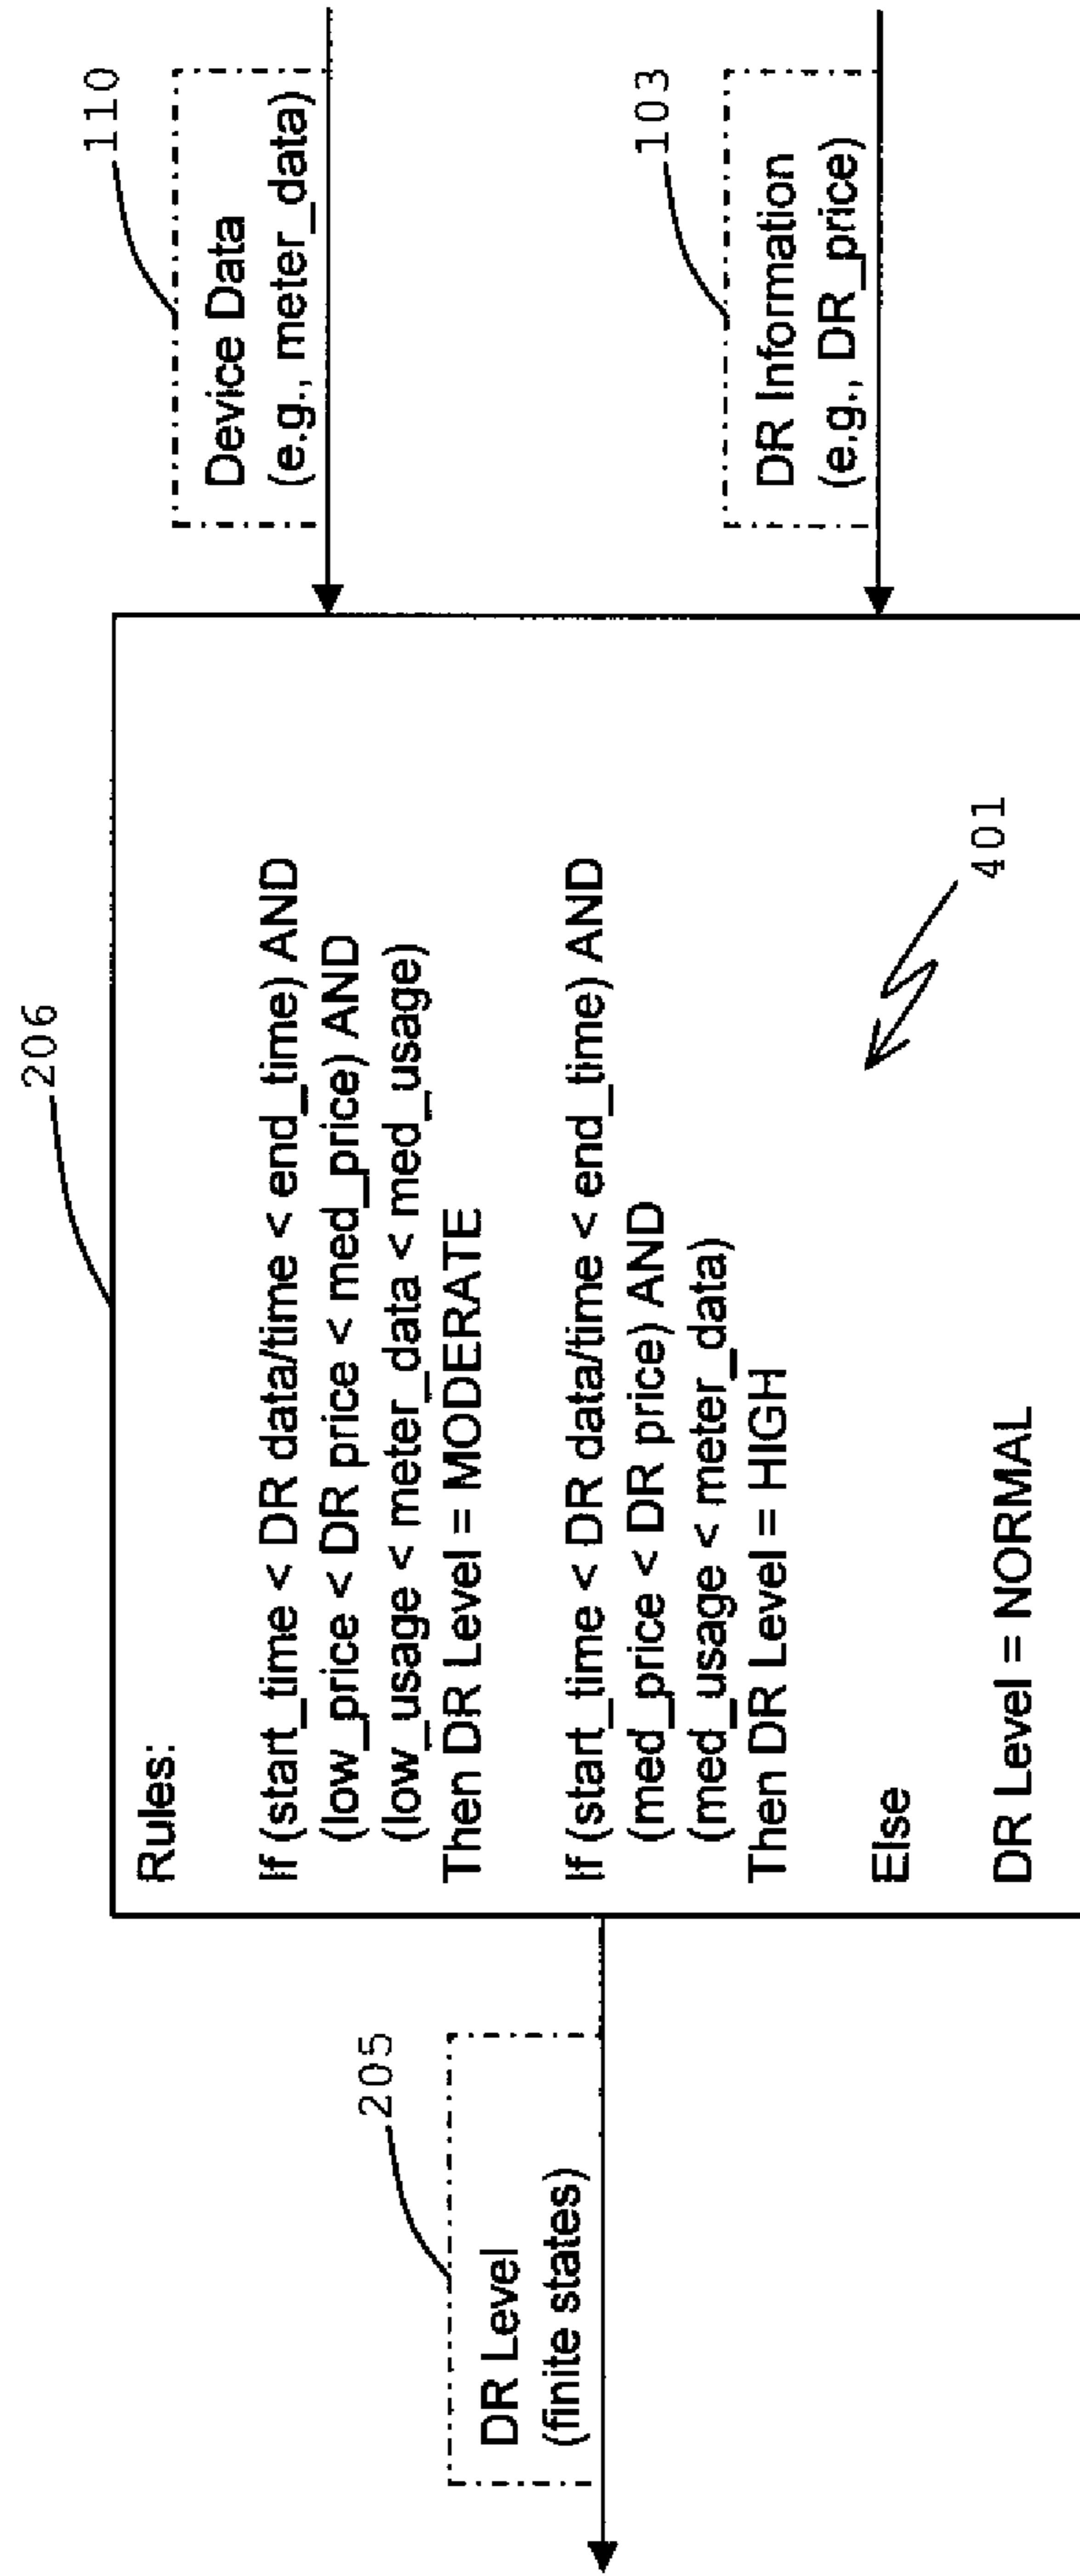 206
Rules:
If (start_time < DR data/time < end_time) AND
(low_price < DR price < med_price) AND
(low_usage < meter_data < med_usage)
Then DR Level = MODERATE
If (start_time < DR data/time < end_time) AND
(med_price < DR price) AND
(med_usage < meter_data)
Then DR Level = HIGH
Else
DR Level = NORMAL
401
205
DR Level
(finite states)
110
Device Data
(e.g., meter_data)
103
DR Information
(e.g., DR_price)